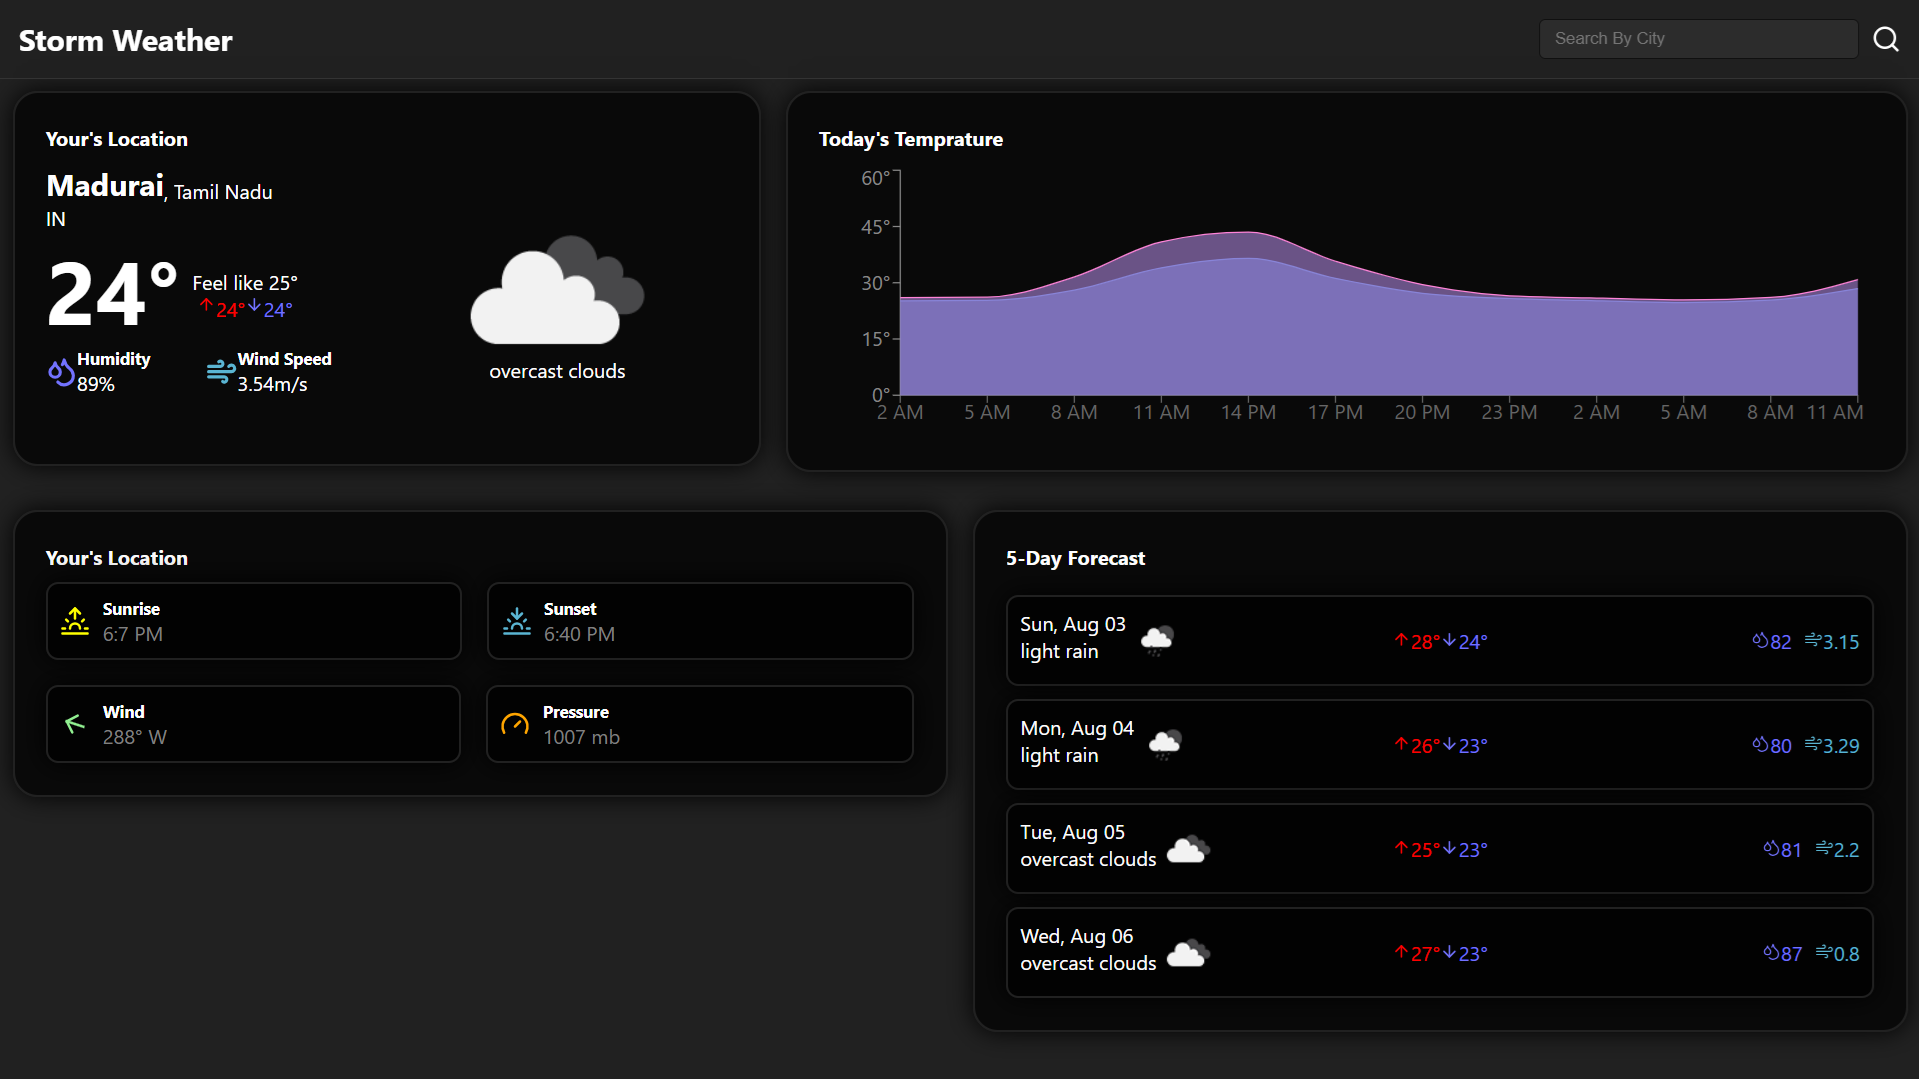 Storm Weather
Search By City
Your's Location
Madurai, Tamil Nadu
IN
24°
Feel like 25°
24° 24°
Humidity
89%
Wind Speed
3.54m/s
overcast clouds
Today's Temprature
60°
45°
30°
15°
0°
2 AM 5 AM 8 AM 11 AM 14 PM 17 PM 20 PM 23 PM 2 AM 5 AM 8 AM 11 AM
Your's Location
Sunrise
6:7 PM
Sunset
6:40 PM
Wind
288° W
Pressure
1007 mb
5-Day Forecast
Sun, Aug 03
light rain
28° 24°
82 3.15
Mon, Aug 04
light rain
26° 23°
80 3.29
Tue, Aug 05
overcast clouds
25° 23°
81 2.2
Wed, Aug 06
overcast clouds
27° 23°
87 0.8